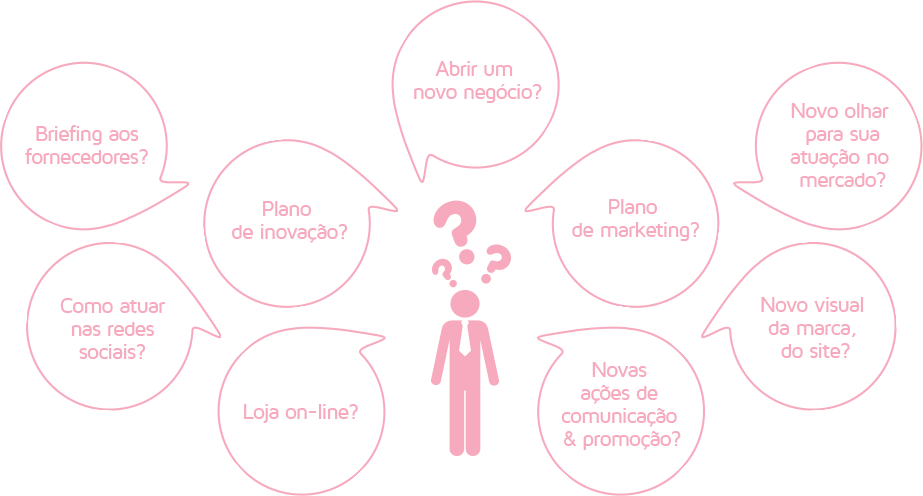 Abrir um
novo negócio?
Briefing aos
fornecedores?
Novo olhar
para sua
atuação no
mercado?
Plano
de inovação?
Plano
de marketing?
Como atuar
nas redes
sociais?
Novo visual
da marca,
do site?
Loja on-line?
Novas
ações de
comunicação
& promoção?
?
?
?